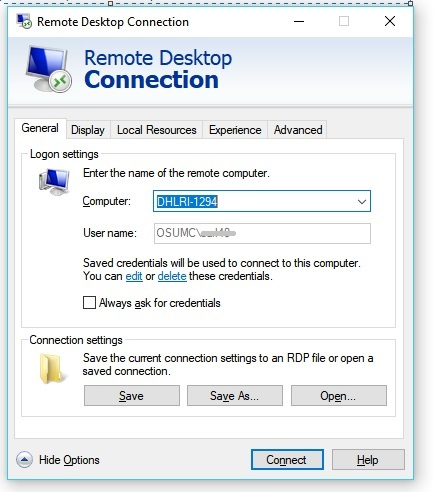 Remote Desktop Connection
Remote Desktop
Connection
General Display Local Resources Experience Advanced
Logon settings
Enter the name of the remote computer.
Computer: DHLRI-1294
User name: OSUMC\
Saved credentials will be used to connect to this computer.
You can edit or delete these credentials.
Always ask for credentials
Connection settings
Save the current connection settings to an RDP file or open a
saved connection.
Save Save As... Open...
Hide Options Connect Help